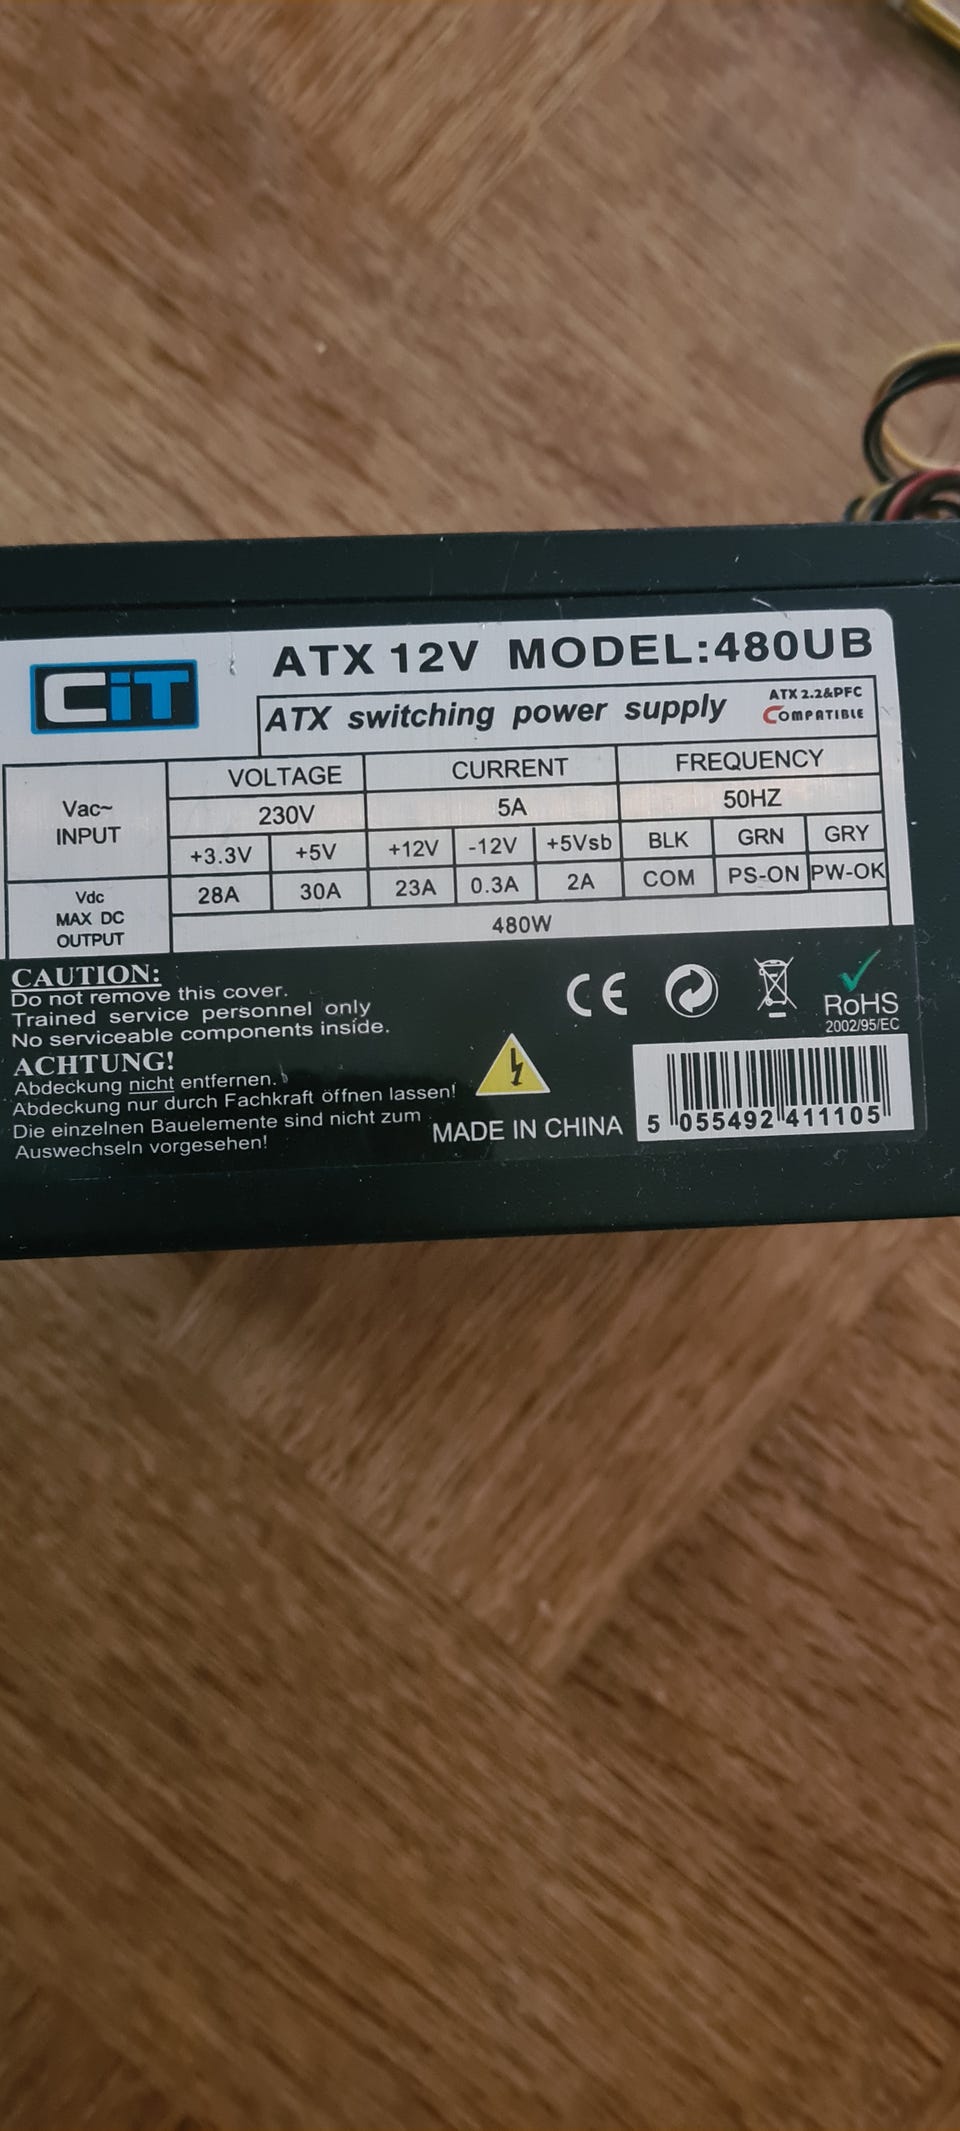 CiT
ATX 12V MODEL:480UB
ATX switching power supply
ATX 2.2&PFC
COMPATIBLE
VOLTAGE CURRENT FREQUENCY
Vac~
INPUT
230V 5A 50HZ
+3.3V +5V +12V -12V +5Vsb BLK GRN GRY
Vdc
MAX DC
OUTPUT
28A 30A 23A 0.3A 2A COM PS-ON PW-OK
480W
CAUTION:
Do not remove this cover.
Trained service personnel only
No serviceable components inside.
ACHTUNG!
Abdeckung nicht entfernen.
Abdeckung nur durch Fachkraft öffnen lassen!
Die einzelnen Bauelemente sind nicht zum
Auswechseln vorgesehen!
CE
RoHS
2002/95/EC
MADE IN CHINA
5 055492 411105